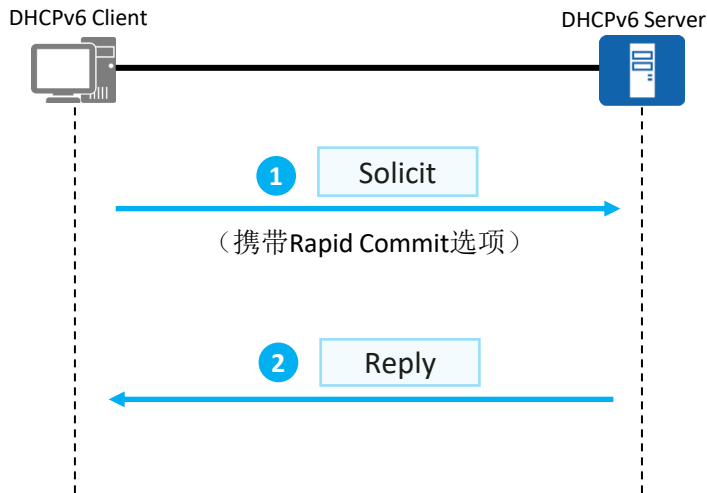 DHCPv6 Client
DHCPv6 Server
1
Solicit
（携带Rapid Commit选项）
2
Reply